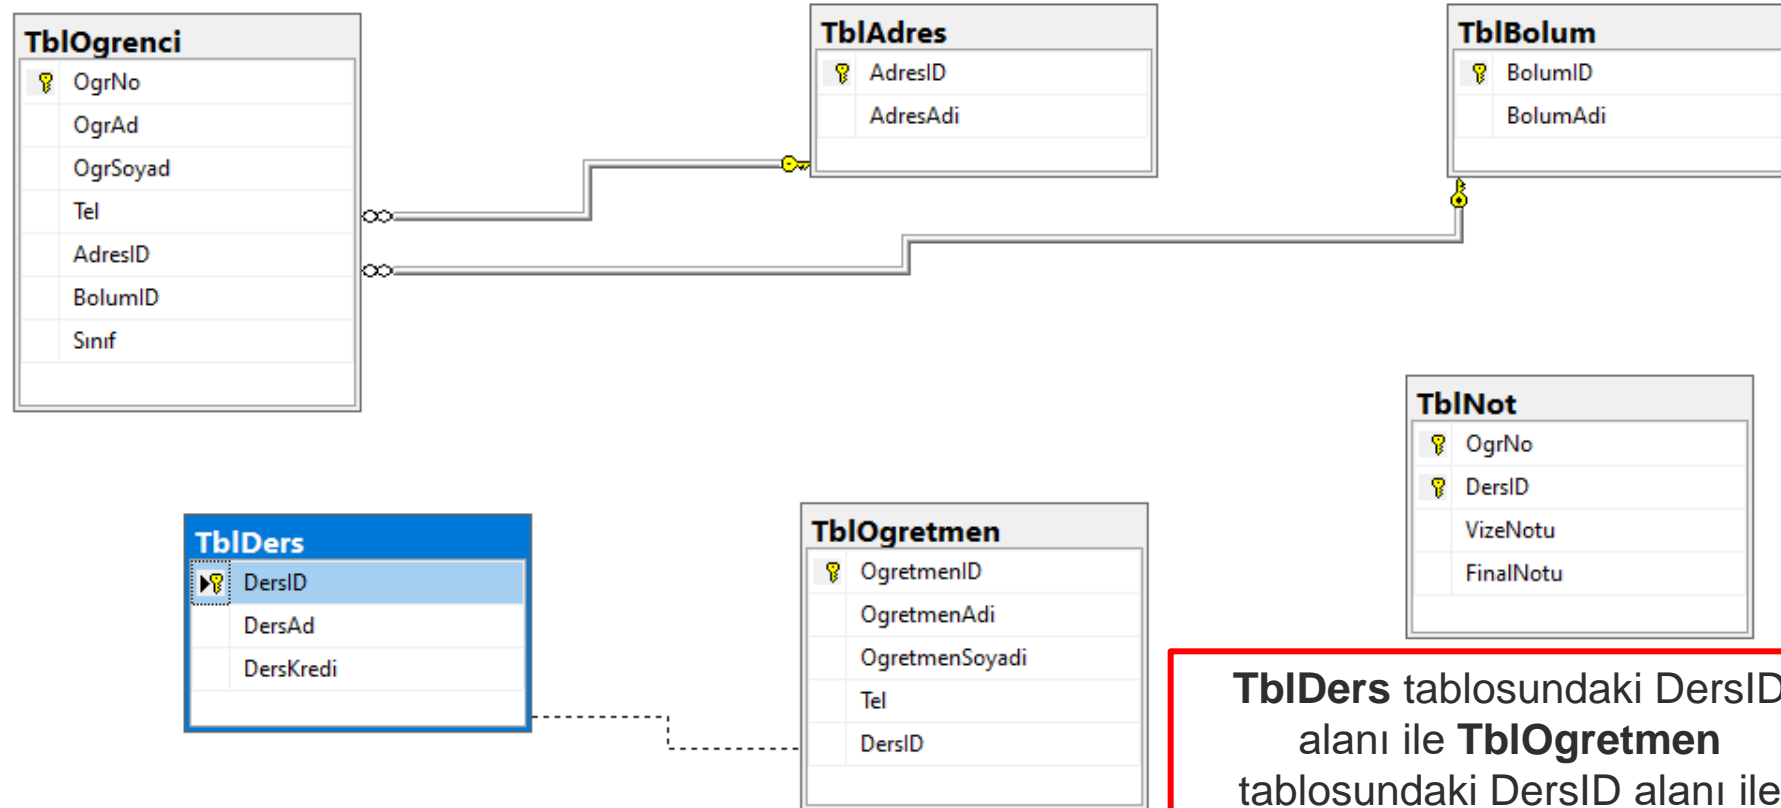 TblOgrenci
OgrNo
OgrAd
OgrSoyad
Tel
AdresID
BolumID
Sınıf
TblAdres
AdresID
AdresAdi
TblBolum
BolumID
BolumAdi
TblNot
OgrNo
DersID
VizeNotu
FinalNotu
TblDers
DersID
DersAd
DersKredi
TblOgretmen
OgretmenID
OgretmenAdi
OgretmenSoyadi
Tel
DersID
TblDers tablosundaki DersID
alanı ile TblOgretmen
tablosundaki DersID alanı ile